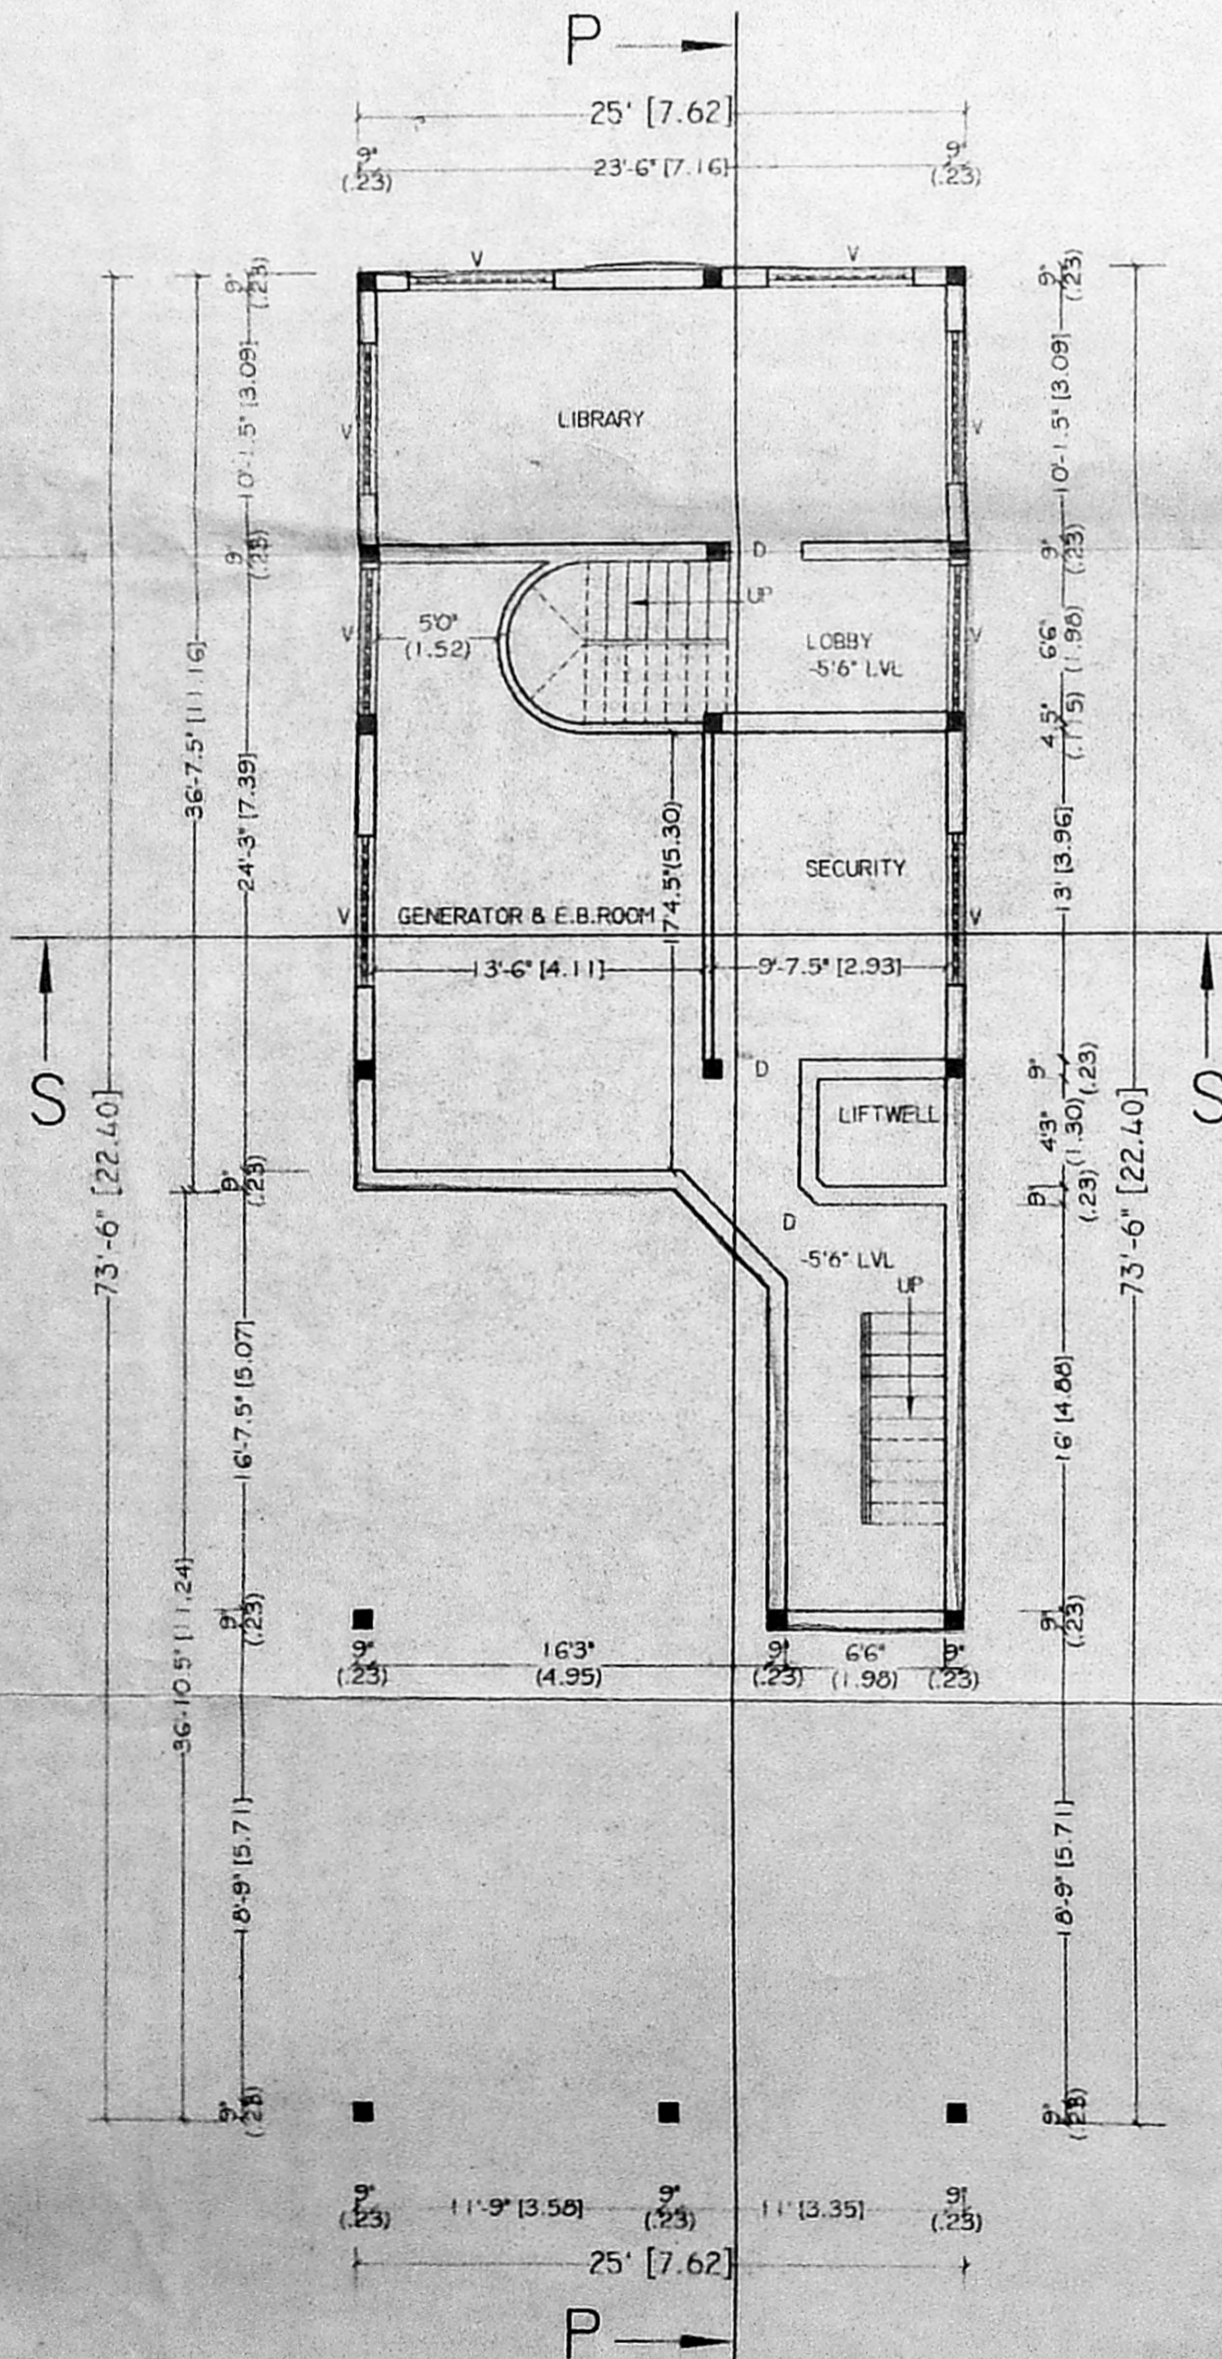 P
25' [7.62]
9"
(.23)
23'-6" [7.16]
9"
(.23)
V
V
9"
(.23)
9"
(.23)
10'-1.5" [3.09]
10'-1.5" [3.09]
V
V
LIBRARY
9"
(.23)
9"
(.23)
D
UP
V
V
5'0"
(1.52)
LOBBY
-5'6" LVL
6'6"
(1.98)
4.5"
(.115)
36'-7.5" [11.16]
24'-3" [7.39]
17'4.5"(5.30)
13' [3.96]
SECURITY
V
GENERATOR & E.B.ROOM
V
13'-6" [4.11]
9'-7.5" [2.93]
S
S
D
9"
(.23)
LIFTWELL
4'3"
(1.30)
73'-6" [22.40]
73'-6" [22.40]
9"
(.23)
9"
(.23)
D
-5'6" LVL
UP
16'-7.5" [5.07]
16' [4.88]
9"
(.23)
9"
(.23)
9"
(.23)
16'3"
(4.95)
9"
(.23)
6'6"
(1.98)
9"
(.23)
36'-10.5" [11.24]
18'-9" [5.71]
18'-9" [5.71]
9"
(.23)
9"
(.23)
9"
(.23)
11'-9" [3.58]
9"
(.23)
11' [3.35]
9"
(.23)
25' [7.62]
P